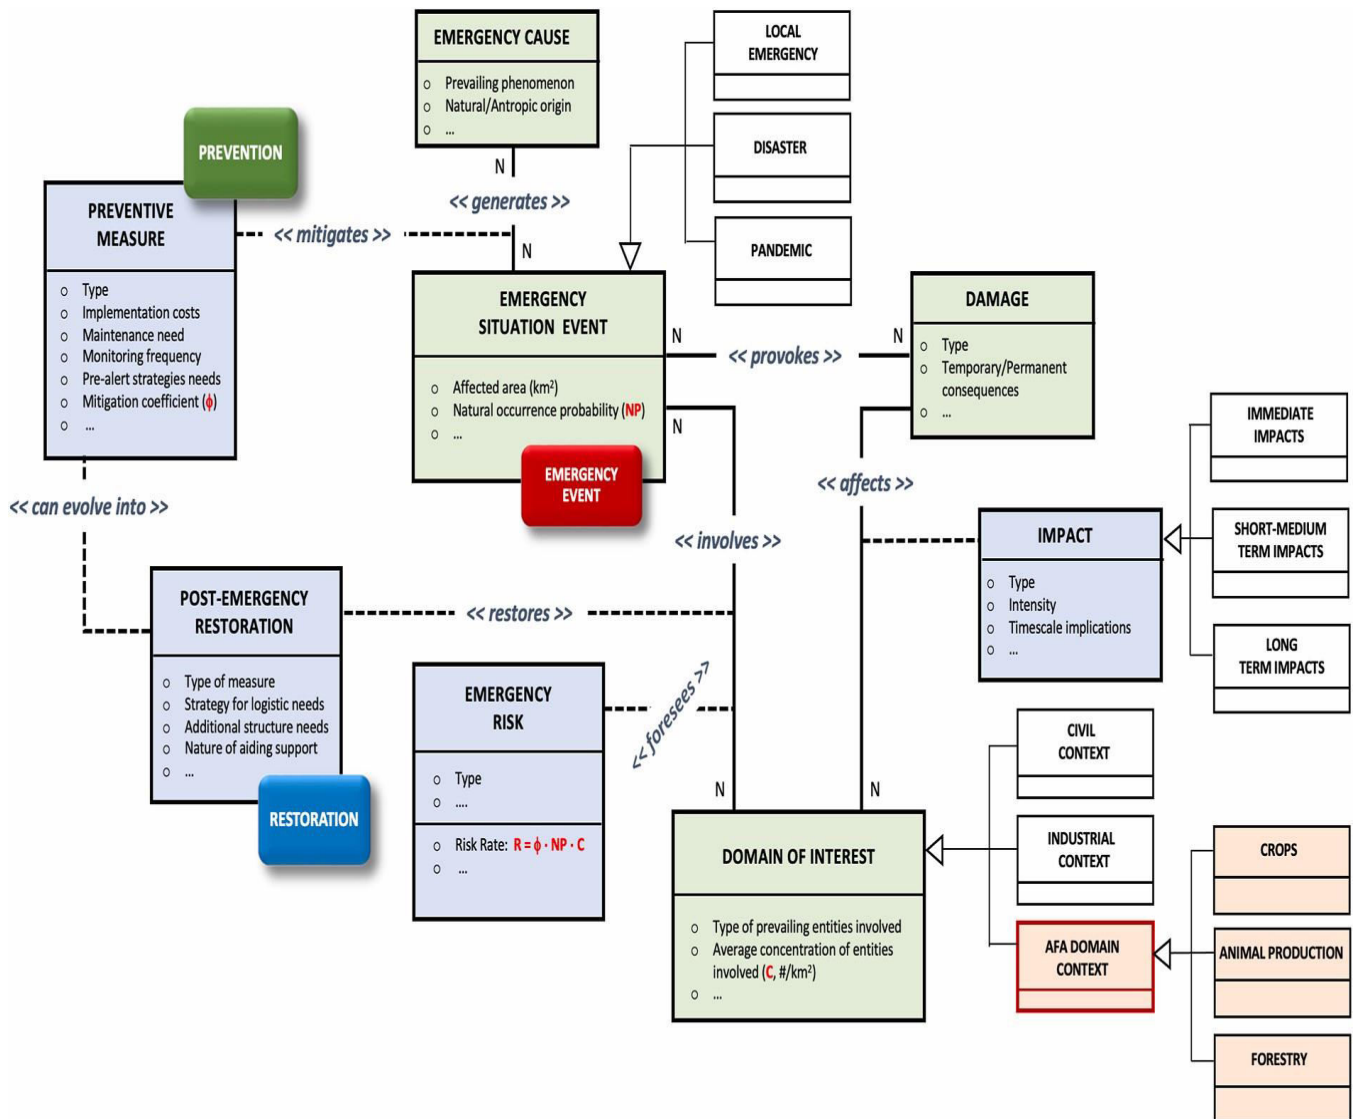 EMERGENCY CAUSE
○ Prevailing phenomenon
○ Natural/Antropic origin
○ ...
LOCAL
EMERGENCY
DISASTER
PANDEMIC
PREVENTION
PREVENTIVE
MEASURE
○ Type
○ Implementation costs
○ Maintenance need
○ Monitoring frequency
○ Pre-alert strategies needs
○ Mitigation coefficient (ϕ)
○ ...
N
<< generates >>
<< mitigates >>
N
EMERGENCY
SITUATION EVENT
○ Affected area (km²)
○ Natural occurrence probability (NP)
○ ...
EMERGENCY
EVENT
N
<< provokes >>
N
DAMAGE
○ Type
○ Temporary/Permanent
consequences
○ ...
N
<< affects >>
<< involves >>
IMPACT
○ Type
○ Intensity
○ Timescale implications
○ ...
IMMEDIATE
IMPACTS
SHORT-MEDIUM
TERM IMPACTS
LONG
TERM IMPACTS
<< can evolve into >>
POST-EMERGENCY
RESTORATION
○ Type of measure
○ Strategy for logistic needs
○ Additional structure needs
○ Nature of aiding support
○ ...
RESTORATION
<< restores >>
<< foresees >>
EMERGENCY
RISK
○ Type
○ ....
○ Risk Rate: R = ϕ · NP · C
○ ...
N
N
DOMAIN OF INTEREST
○ Type of prevailing entities involved
○ Average concentration of entities
involved (C, #/km²)
○ ...
CIVIL
CONTEXT
INDUSTRIAL
CONTEXT
AFA DOMAIN
CONTEXT
CROPS
ANIMAL PRODUCTION
FORESTRY